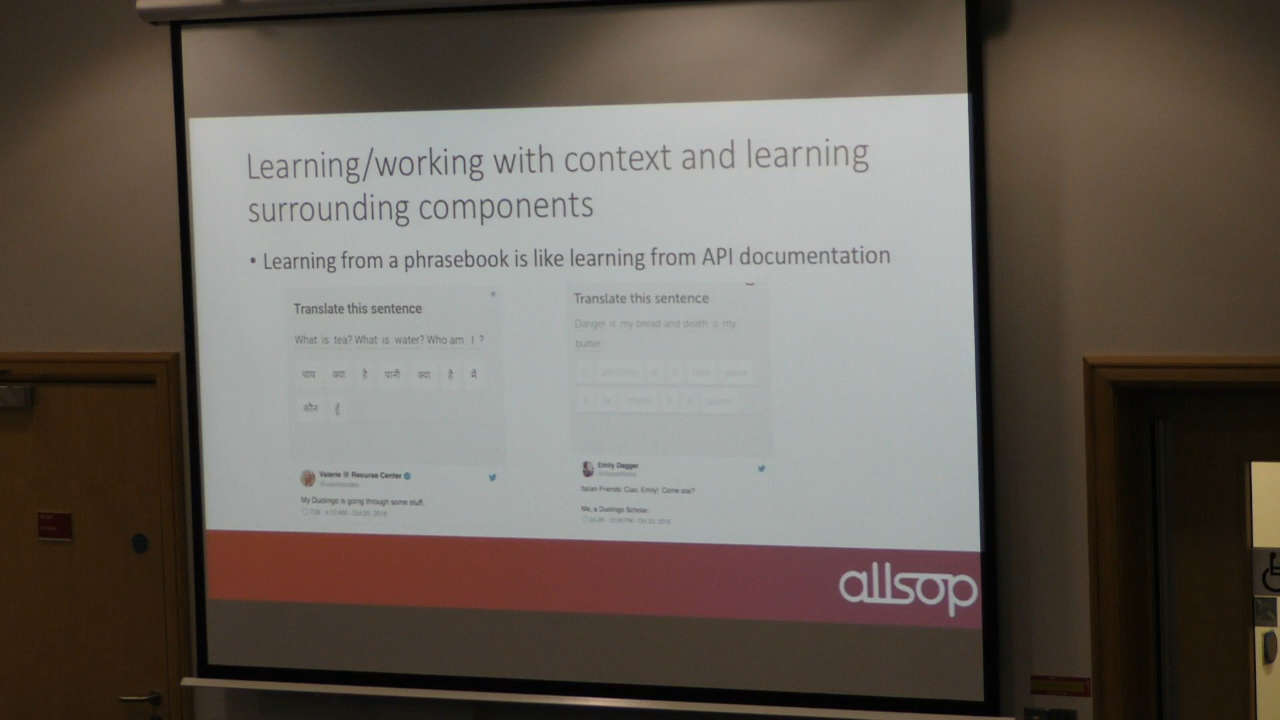 Learning/working with context and learning
surrounding components
• Learning from a phrasebook is like learning from API documentation
Translate this sentence
What is tea? What is water? Who am I ?
चाय क्या है पानी क्या है मैं
कौन हूँ
Valerie ||| Recurse Center
My Duolingo is going through some stuff.
Translate this sentence
Danger is my bread and death is my
butter.
Emily Dagger
Italian Friends: Ciao, Emily! Come stai?
Me, a Duolingo Scholar:
allsop